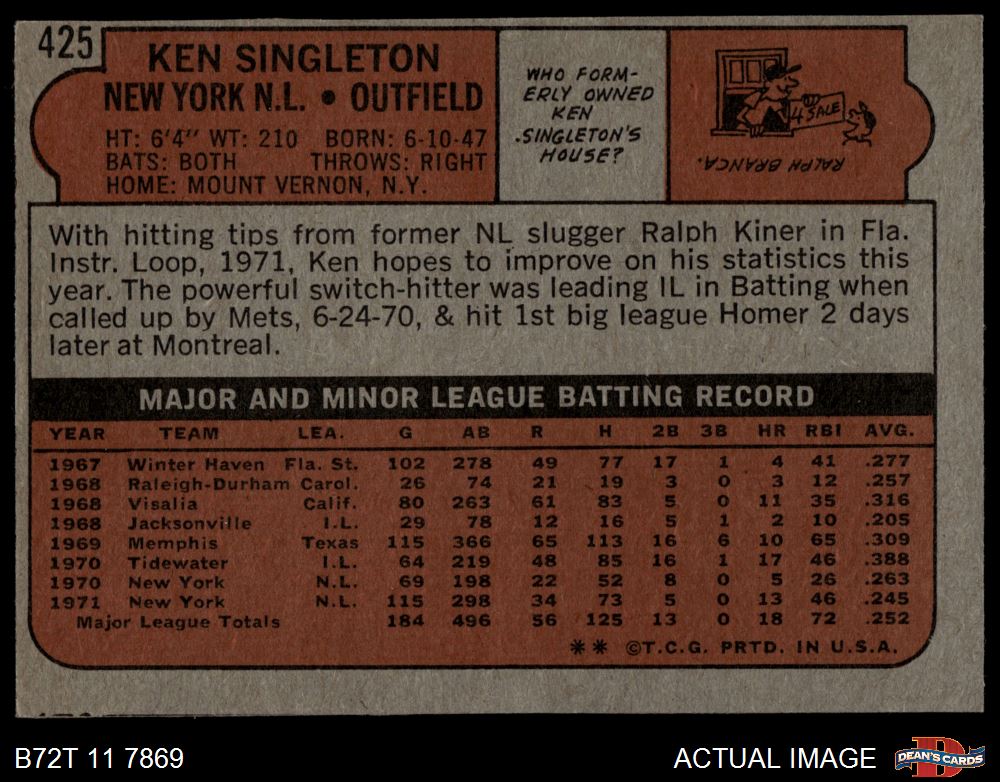 425
KEN SINGLETON
NEW YORK N.L. • OUTFIELD
HT: 6'4" WT: 210 BORN: 6-10-47
BATS: BOTH THROWS: RIGHT
HOME: MOUNT VERNON, N.Y.
WHO FORM-
ERLY OWNED
KEN
SINGLETON'S
HOUSE?
4 SALE
RALPH BRANCA.
With hitting tips from former NL slugger Ralph Kiner in Fla.
Instr. Loop, 1971, Ken hopes to improve on his statistics this
year. The powerful switch-hitter was leading IL in Batting when
called up by Mets, 6-24-70, & hit 1st big league Homer 2 days
later at Montreal.
MAJOR AND MINOR LEAGUE BATTING RECORD
YEAR TEAM LEA. G AB R H 2B 3B HR RBI AVG.
1967 Winter Haven Fla. St. 102 278 49 77 17 1 4 41 .277
1968 Raleigh-Durham Carol. 26 74 21 19 3 0 3 12 .257
1968 Visalia Calif. 80 263 61 83 5 0 11 35 .316
1968 Jacksonville I.L. 29 78 12 16 5 1 2 10 .205
1969 Memphis Texas 115 366 65 113 16 6 10 65 .309
1970 Tidewater I.L. 64 219 48 85 16 1 17 46 .388
1970 New York N.L. 69 198 22 52 8 0 5 26 .263
1971 New York N.L. 115 298 34 73 5 0 13 46 .245
Major League Totals 184 496 56 125 13 0 18 72 .252
** ©T.C.G. PRTD. IN U.S.A.
B72T 11 7869
ACTUAL IMAGE
D
DEAN'S CARDS